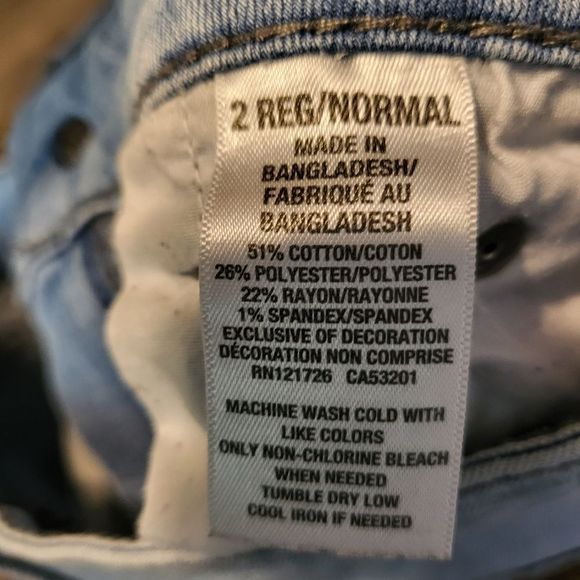 2 REG/NORMAL
MADE IN
BANGLADESH/
FABRIQUÉ AU
BANGLADESH
51% COTTON/COTON
26% POLYESTER/POLYESTER
22% RAYON/RAYONNE
1% SPANDEX/SPANDEX
EXCLUSIVE OF DECORATION
DÉCORATION NON COMPRISE
RN121726 CA53201
MACHINE WASH COLD WITH
LIKE COLORS
ONLY NON-CHLORINE BLEACH
WHEN NEEDED
TUMBLE DRY LOW
COOL IRON IF NEEDED